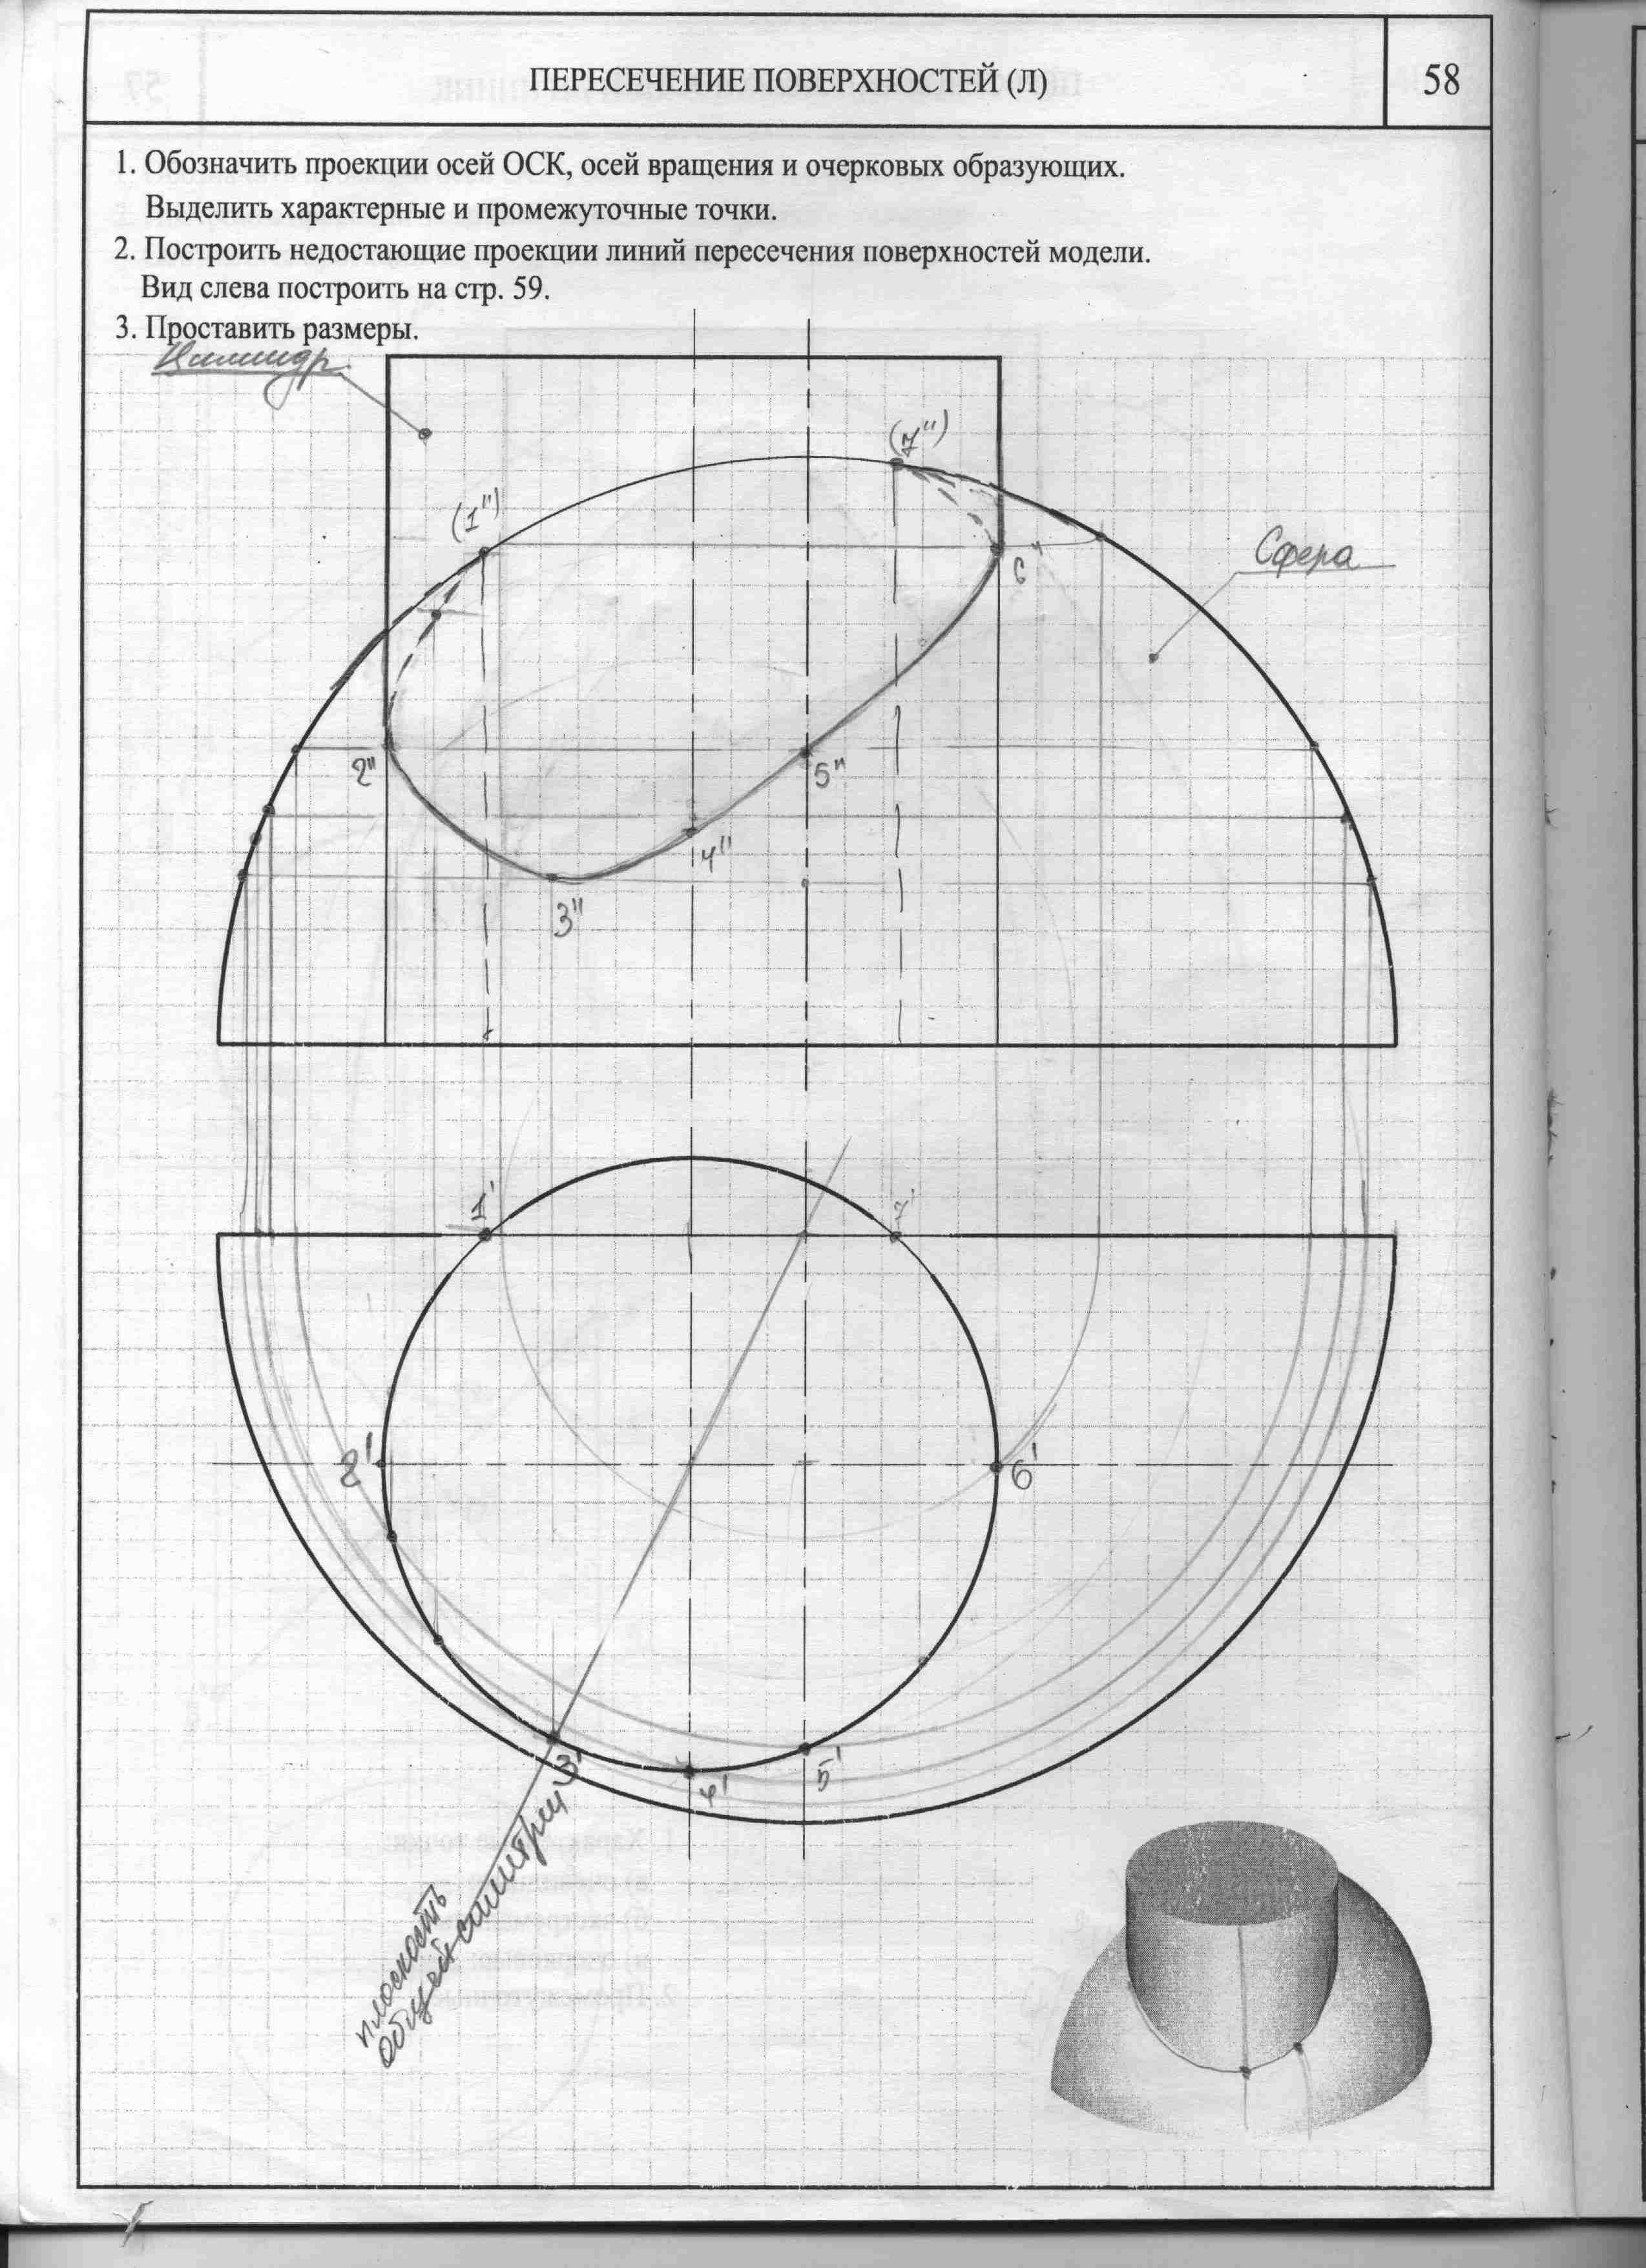 ПЕРЕСЕЧЕНИЕ ПОВЕРХНОСТЕЙ (Л)
58
1. Обозначить проекции осей ОСК, осей вращения и очерковых образующих.
Выделить характерные и промежуточные точки.
2. Построить недостающие проекции линий пересечения поверхностей модели.
Вид слева построить на стр. 59.
3. Проставить размеры.
Цилиндр
(7")
(1")
Сфера
6"
2"
5"
4"
3"
1'
7'
2'
6'
3'
4'
5'
плоскость
общей симметрии